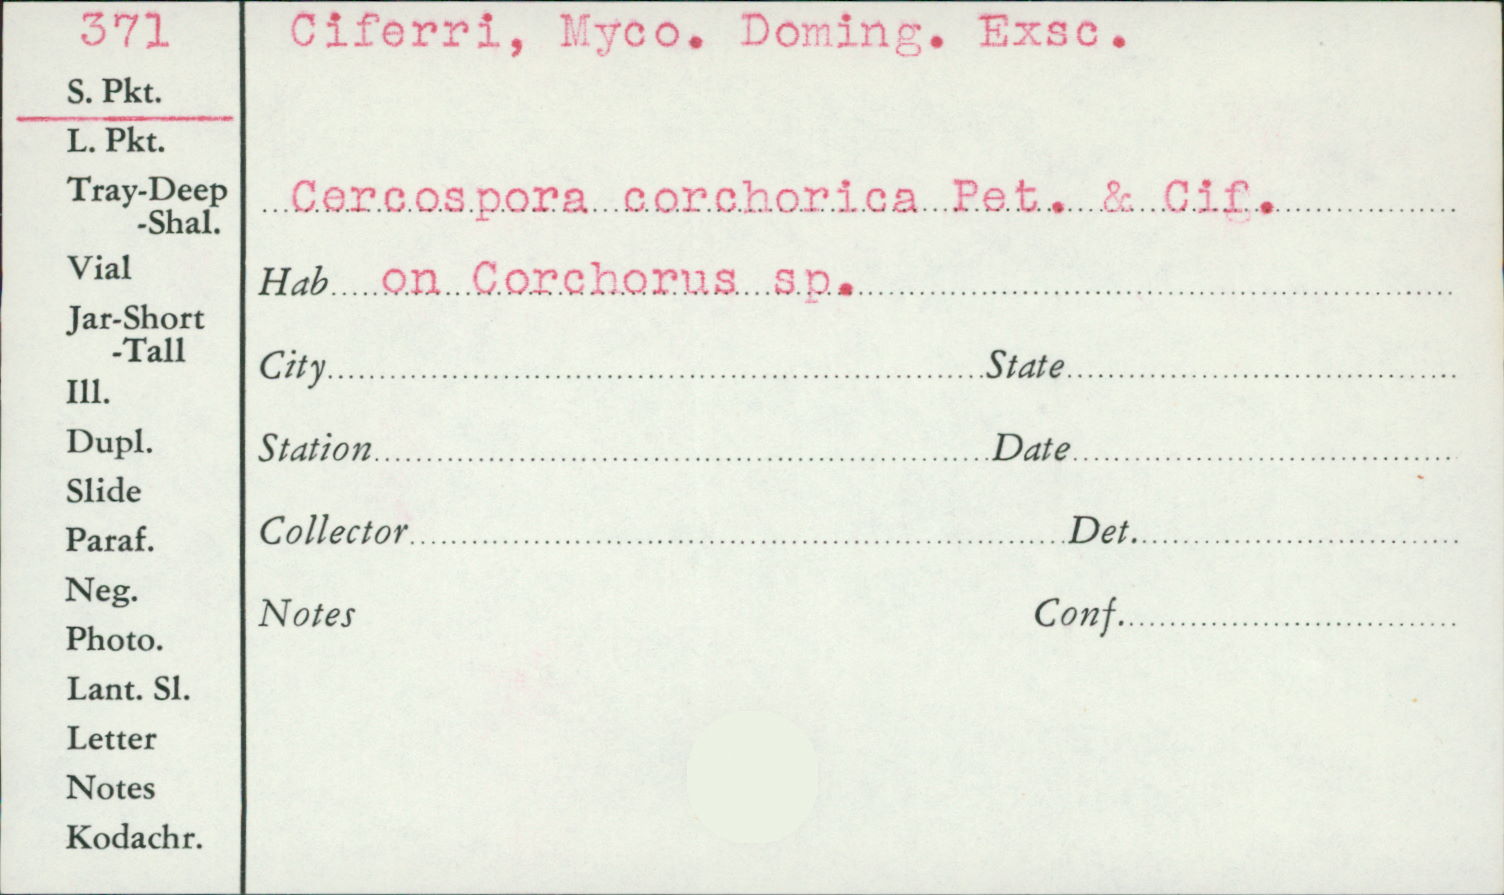 371
Ciferri, Myco. Doming. Exsc.
S. Pkt.
L. Pkt.
Tray-Deep
-Shal.
Vial
Jar-Short
-Tall
Ill.
Dupl.
Slide
Paraf.
Neg.
Photo.
Lant. Sl.
Letter
Notes
Kodachr.
Cercospora corchorica Pet. & Cif.
Hab on Corchorus sp.
City State
Station Date
Collector Det.
Notes Conf.